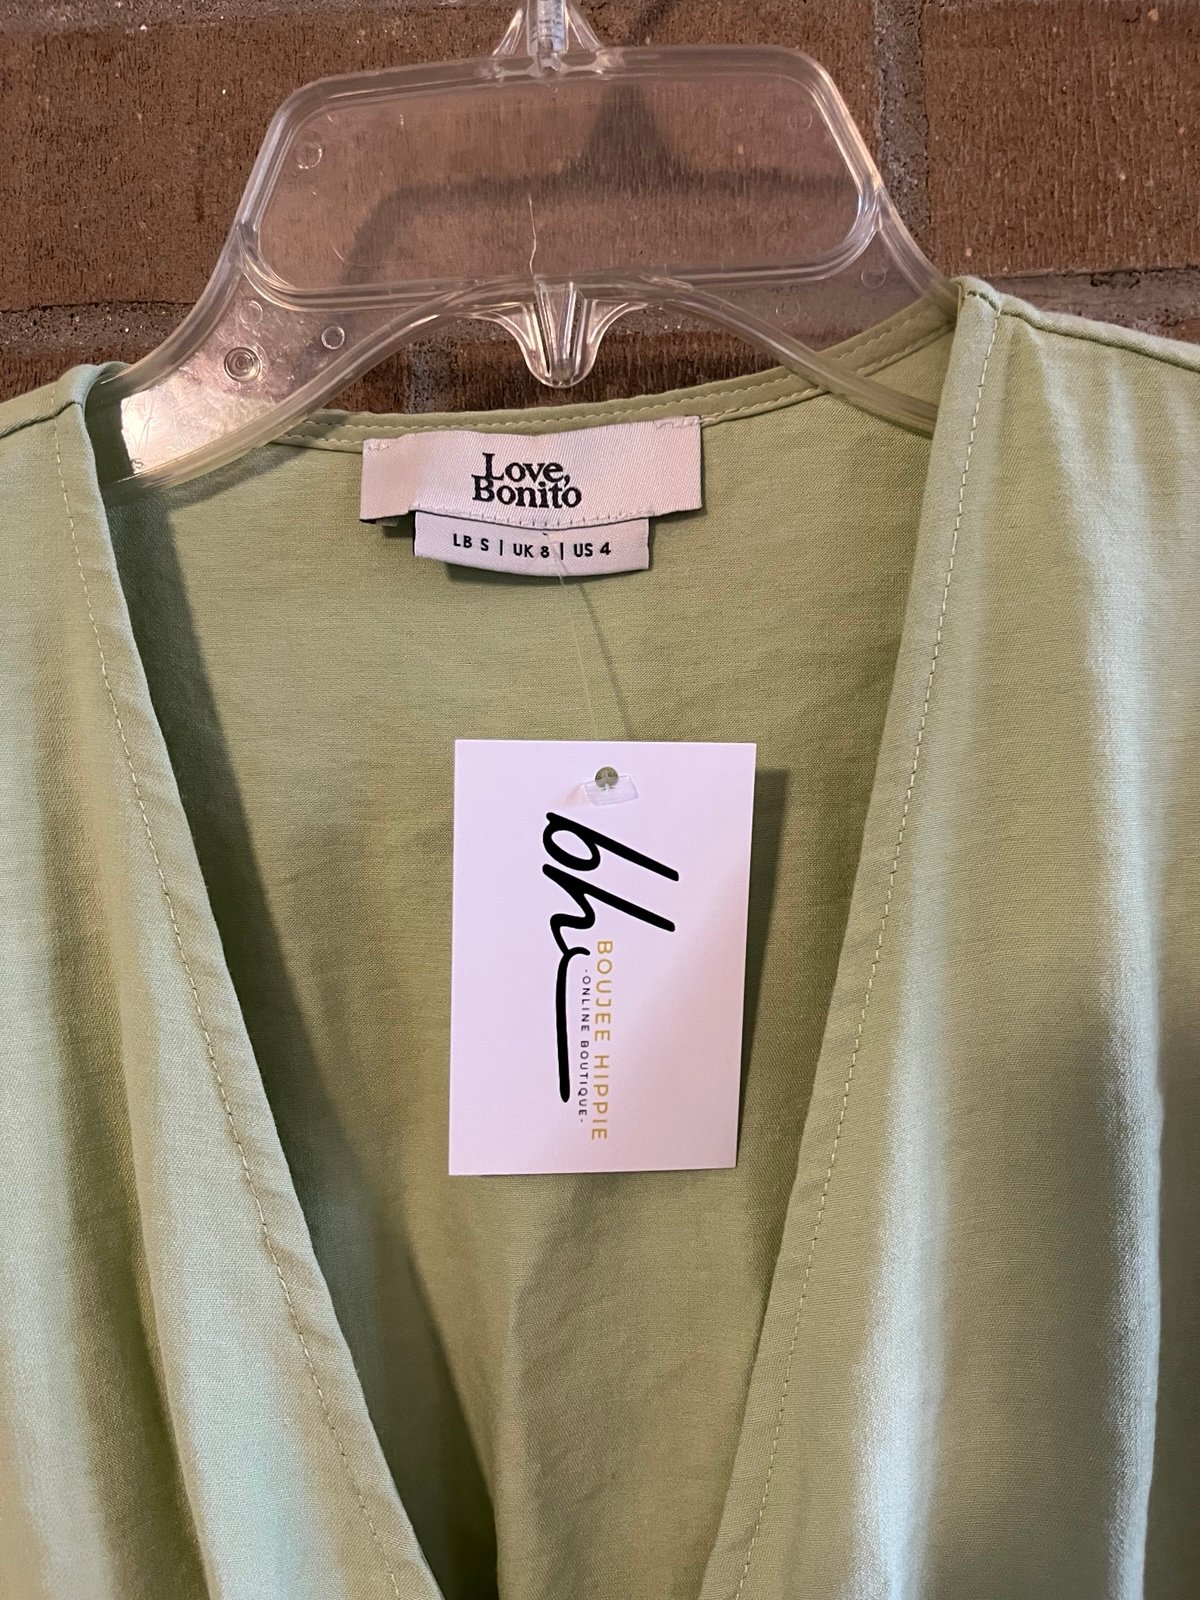 Love,
Bonito
LB S | UK 8 | US 4
bh
BOUJEE HIPPIE
-ONLINE BOUTIQUE-